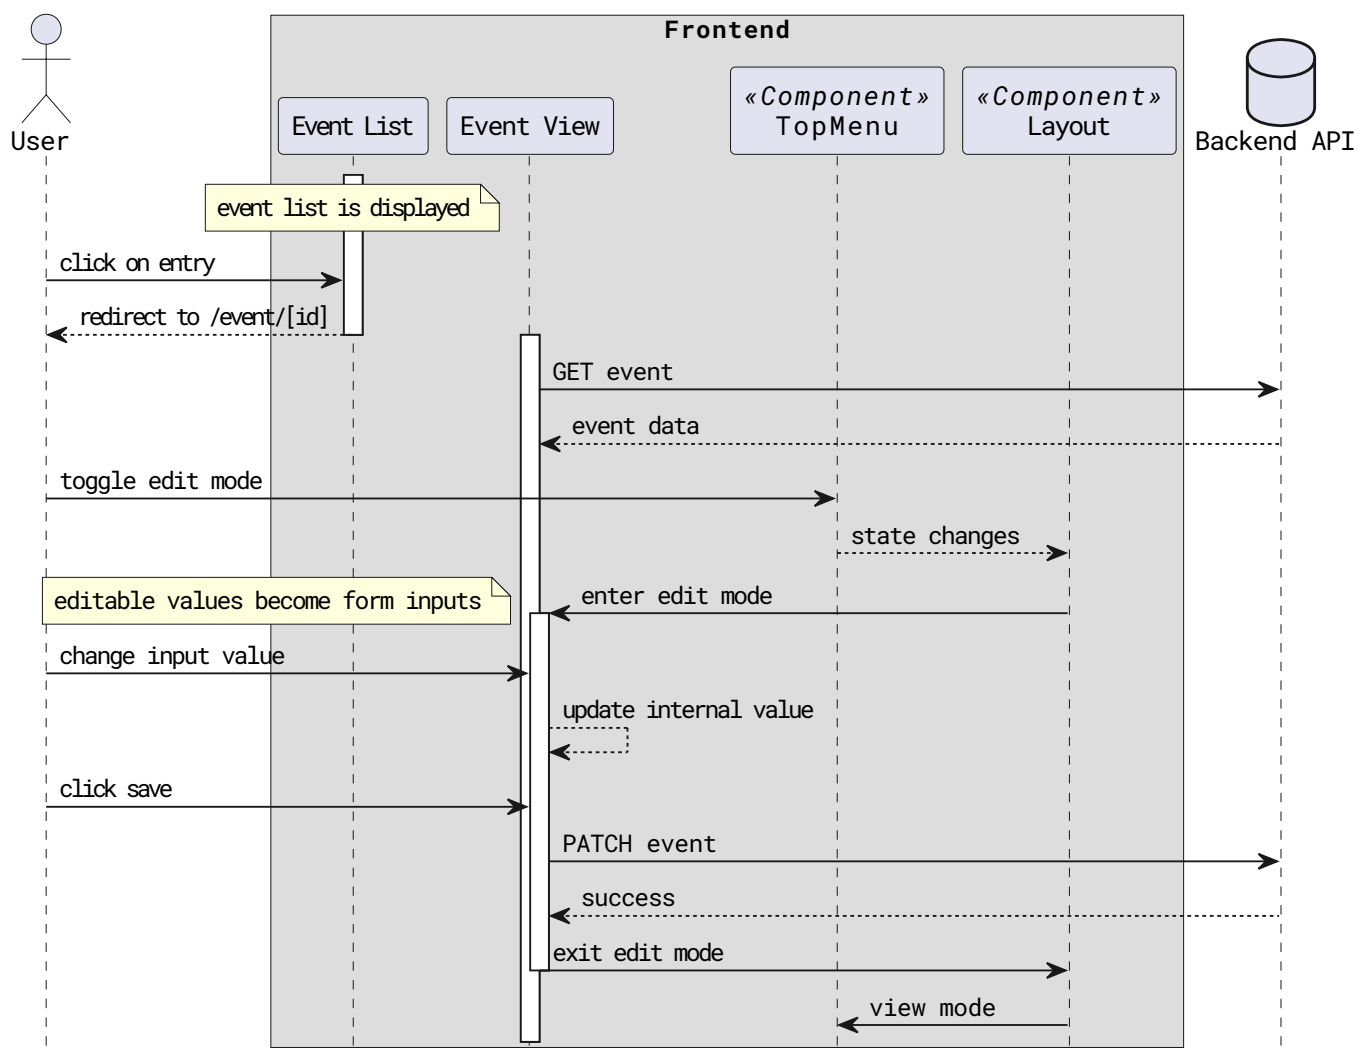 Frontend
«Component»
«Component»
Event List
Event View
TopMenu
Layout
User
Backend API
event list is displayed
click on entry
redirect to /event/[id]
GET event
event data
toggle edit mode
state changes
enter edit mode
editable values become form inputs
change input value
update internal value
click save
PATCH event
success
exit edit mode
view mode